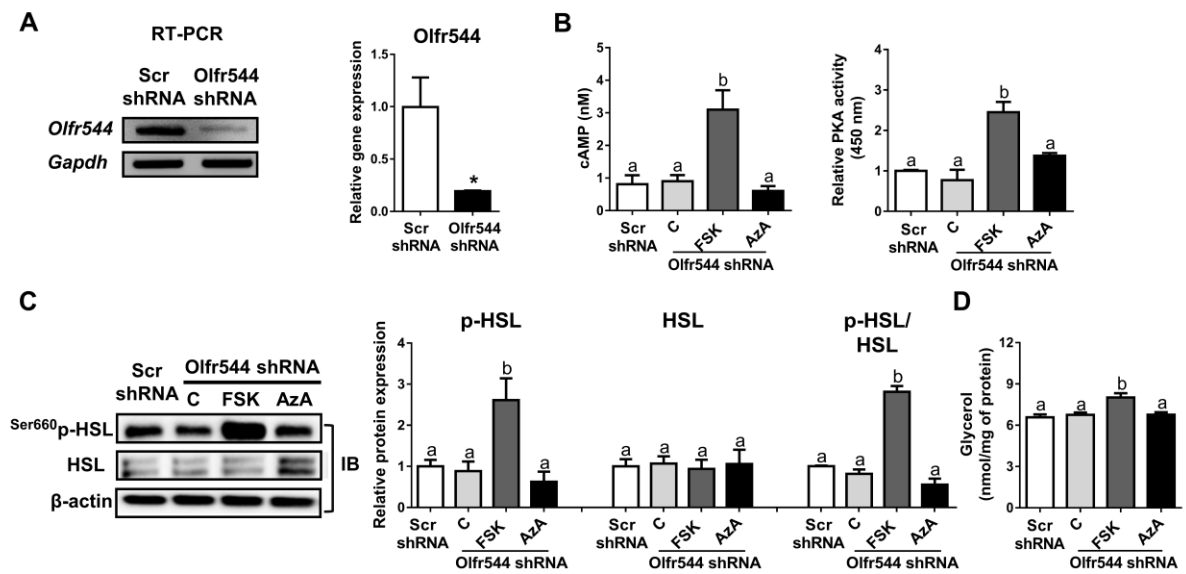 A
RT-PCR
Scr
shRNA
Olfr544
shRNA
Olfr544
Gapdh
Olfr544
Relative gene expression
1.5
1.0
0.5
0.0
*
Scr
shRNA
Olfr544
shRNA
B
cAMP (nM)
5
4
3
2
1
0
a
a
b
a
Scr
shRNA
C
FSK
AzA
Olfr544 shRNA
Relative PKA activity
(450 nm)
4
3
2
1
0
a
a
b
a
Scr
shRNA
C
FSK
AzA
Olfr544 shRNA
C
Scr
shRNA
Olfr544 shRNA
C FSK AzA
Ser660p-HSL
HSL
β-actin
IB
Relative protein expression
4
3
2
1
0
p-HSL
a
a
b
a
Scr
shRNA
C
FSK
AzA
Olfr544 shRNA
HSL
a
a
a
a
Scr
shRNA
C
FSK
AzA
Olfr544 shRNA
p-HSL/
HSL
a
a
b
a
Scr
shRNA
C
FSK
AzA
Olfr544 shRNA
D
Glycerol
(nmol/mg of protein)
12
9
6
3
0
a
a
b
a
Scr
shRNA
C
FSK
AzA
Olfr544 shRNA